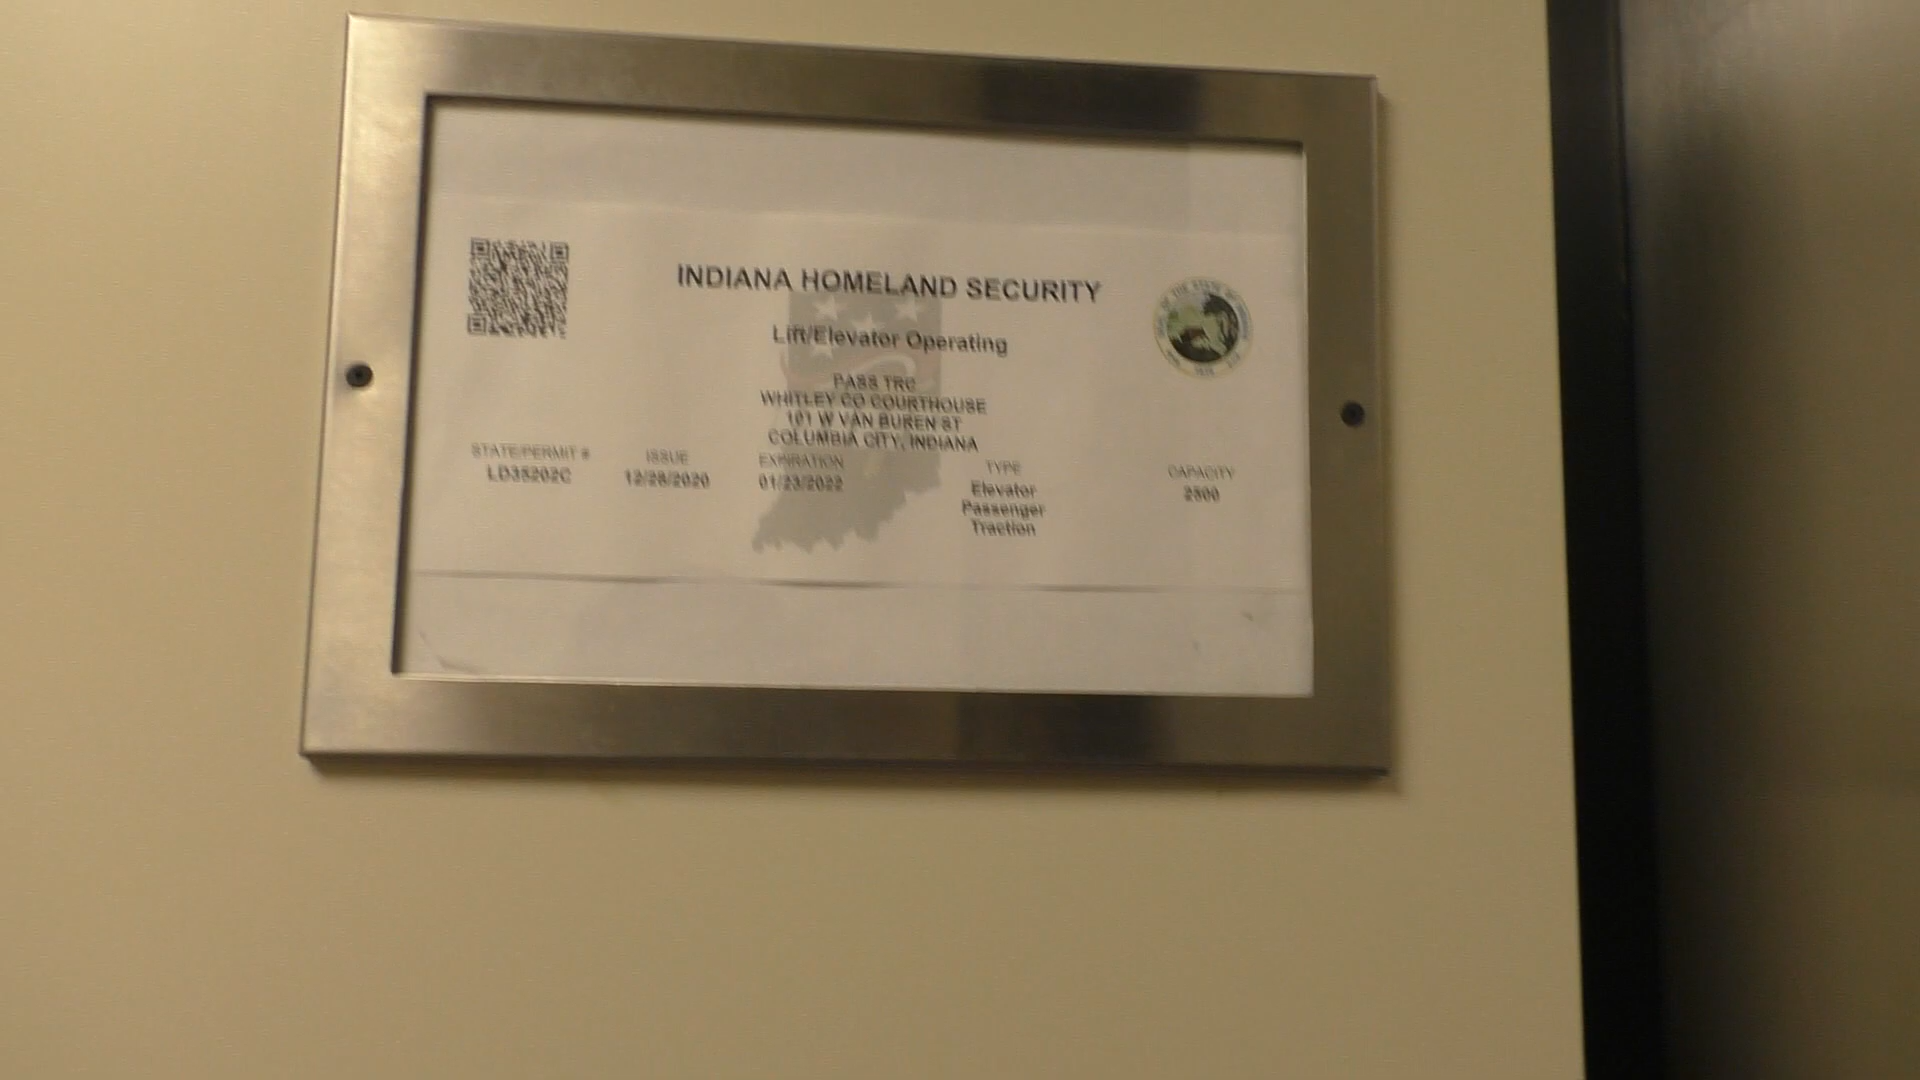 INDIANA HOMELAND SECURITY
Lift/Elevator Operating
PASS TRC
WHITLEY CO COURTHOUSE
101 W VAN BUREN ST
COLUMBIA CITY, INDIANA
STATE/PERMIT # ISSUE EXPIRATION TYPE CAPACITY
LD35202C 12/28/2020 01/23/2022 Elevator 2500
Passenger
Traction